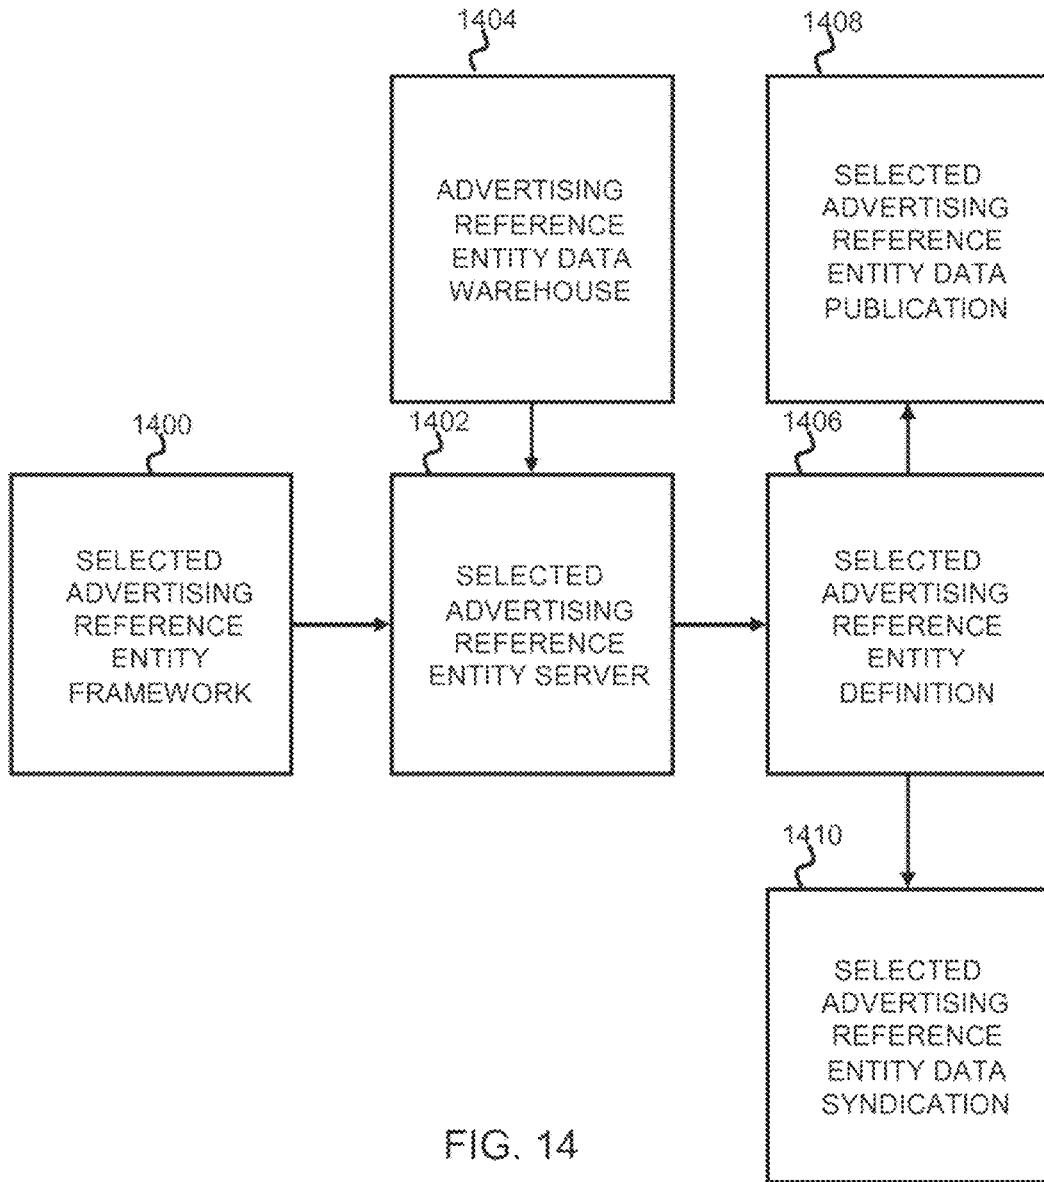 1404
ADVERTISING
REFERENCE
ENTITY DATA
WAREHOUSE
1408
SELECTED
ADVERTISING
REFERENCE
ENTITY DATA
PUBLICATION
1400
SELECTED
ADVERTISING
REFERENCE
ENTITY
FRAMEWORK
1402
SELECTED
ADVERTISING
REFERENCE
ENTITY SERVER
1406
SELECTED
ADVERTISING
REFERENCE
ENTITY
DEFINITION
1410
SELECTED
ADVERTISING
REFERENCE
ENTITY DATA
SYNDICATION
FIG. 14